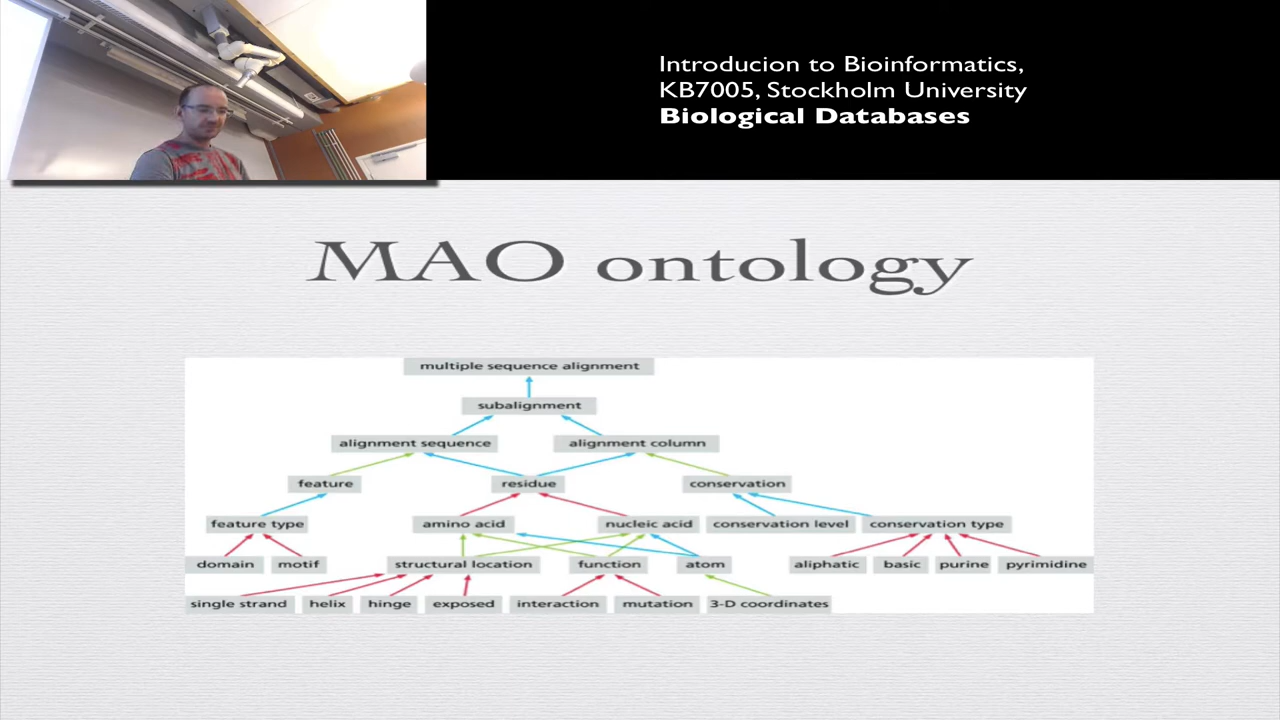 Introducion to Bioinformatics,
KB7005, Stockholm University
Biological Databases
MAO ontology
multiple sequence alignment
subalignment
alignment sequence alignment column
feature residue conservation
feature type amino acid nucleic acid conservation level conservation type
domain motif structural location function atom aliphatic basic purine pyrimidine
single strand helix hinge exposed interaction mutation 3-D coordinates